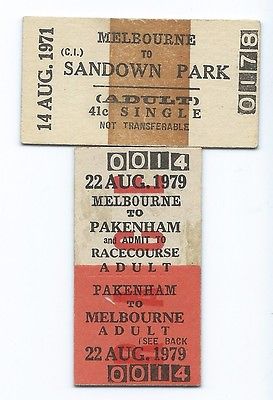 14 AUG. 1971
(C.I.)
MELBOURNE
TO
SANDOWN PARK
(ADULT)
41c SINGLE
NOT TRANSFERABLE
0178
0014
22 AUG. 1979
MELBOURNE
TO
PAKENHAM
and ADMIT TO
RACECOURSE
ADULT
PAKENHAM
TO
MELBOURNE
ADULT
(SEE BACK
22 AUG. 1979
0014